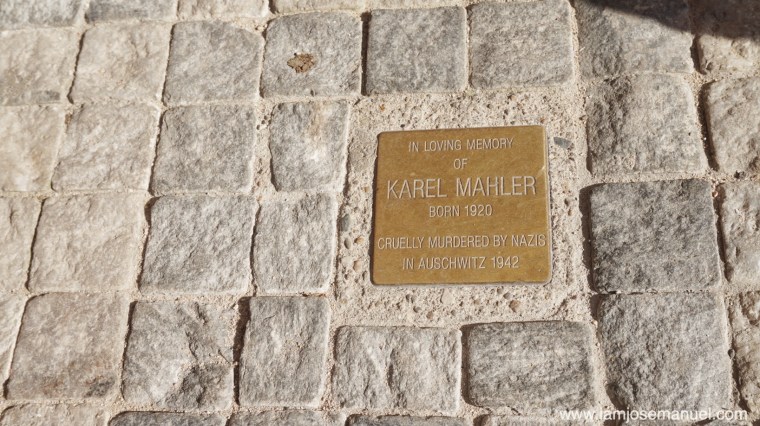 IN LOVING MEMORY
OF
KAREL MAHLER
BORN 1920
CRUELLY MURDERED BY NAZIS
IN AUSCHWITZ 1942
www.iamjosemanuel.com